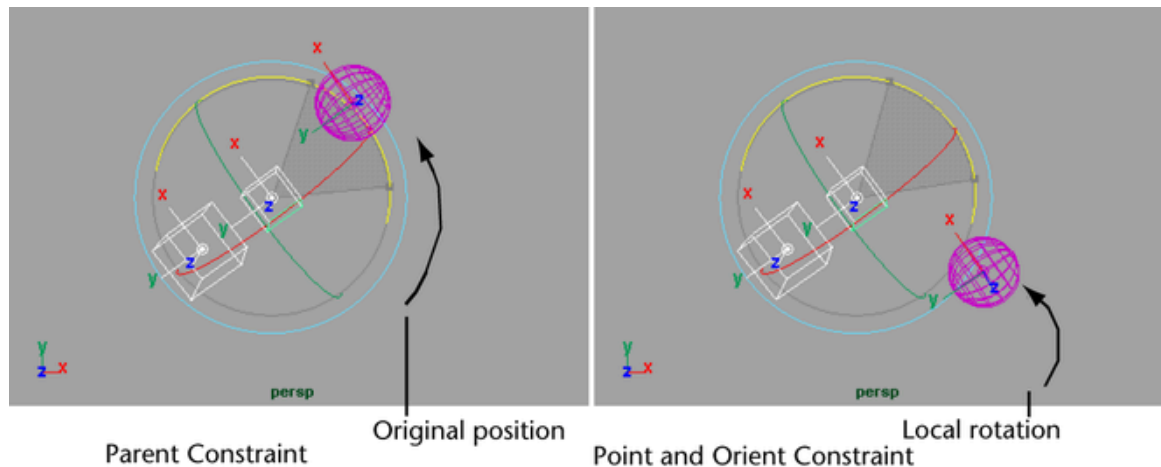 x
z
y
x
x
y
z
z
y
y
z x
persp
x
x
y
z
z
y
x
z
y
y
z x
persp
Original position
Parent Constraint
Local rotation
Point and Orient Constraint